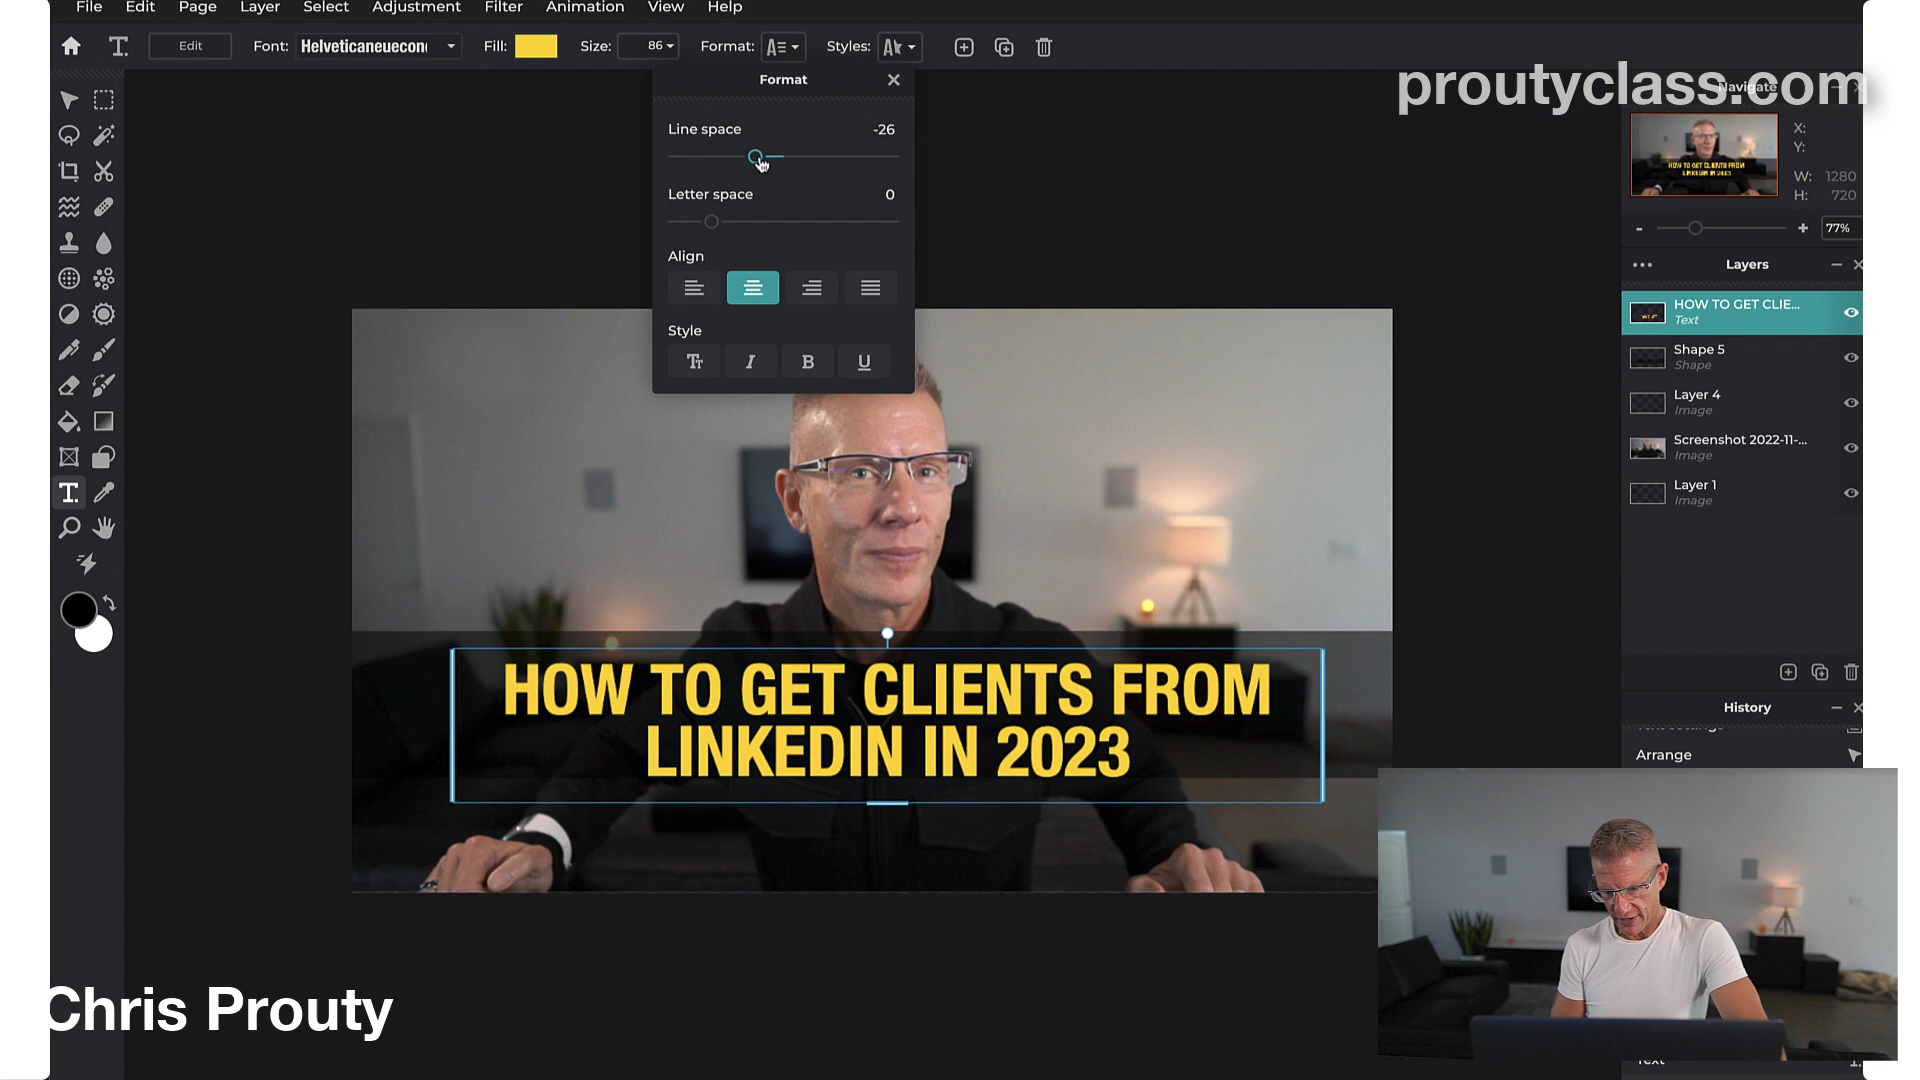 File Edit Page Layer Select Adjustment Filter Animation View Help
Edit Font: Helveticaneuecon Fill: Size: 86 Format: Styles:
Format
Line space -26
Letter space 0
Align
Style
proutyclass.com
Navigate
X:
Y:
W: 1280
H: 720
77%
Layers
HOW TO GET CLIE...
Text
Shape 5
Shape
Layer 4
Image
Screenshot 2022-11-...
Image
Layer 1
Image
History
Arrange
HOW TO GET CLIENTS FROM
LINKEDIN IN 2023
Chris Prouty
Text